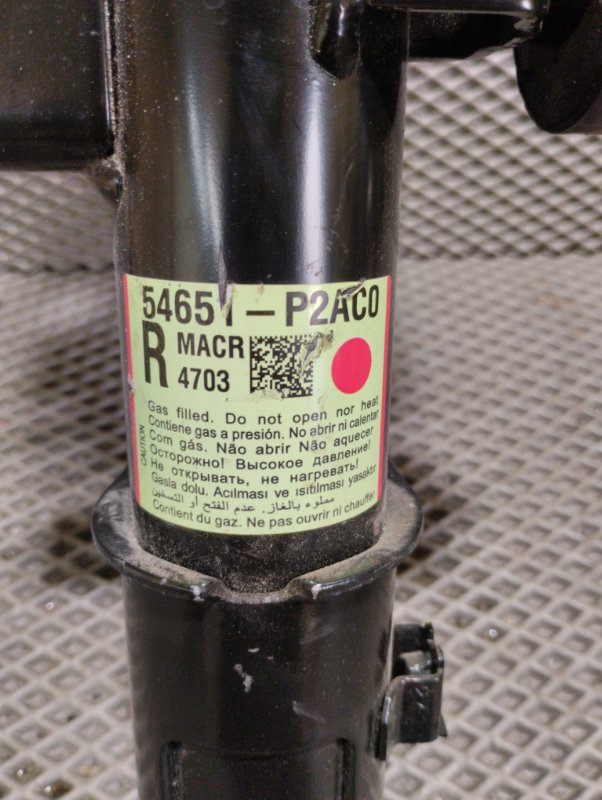 54651-P2AC0
R MACR
4703
Gas filled. Do not open nor heat
Contiene gas a presión. No abrir ni calentar
Com gás. Não abrir Não aquecer
Осторожно! Высокое давление!
Не открывать, не нагревать!
Gasla dolu. Acılması ve ısıtılması yasaktır
مملوء بالغاز. عدم الفتح أو التسخين
Contient du gaz. Ne pas ouvrir ni chauffer
CAUTION